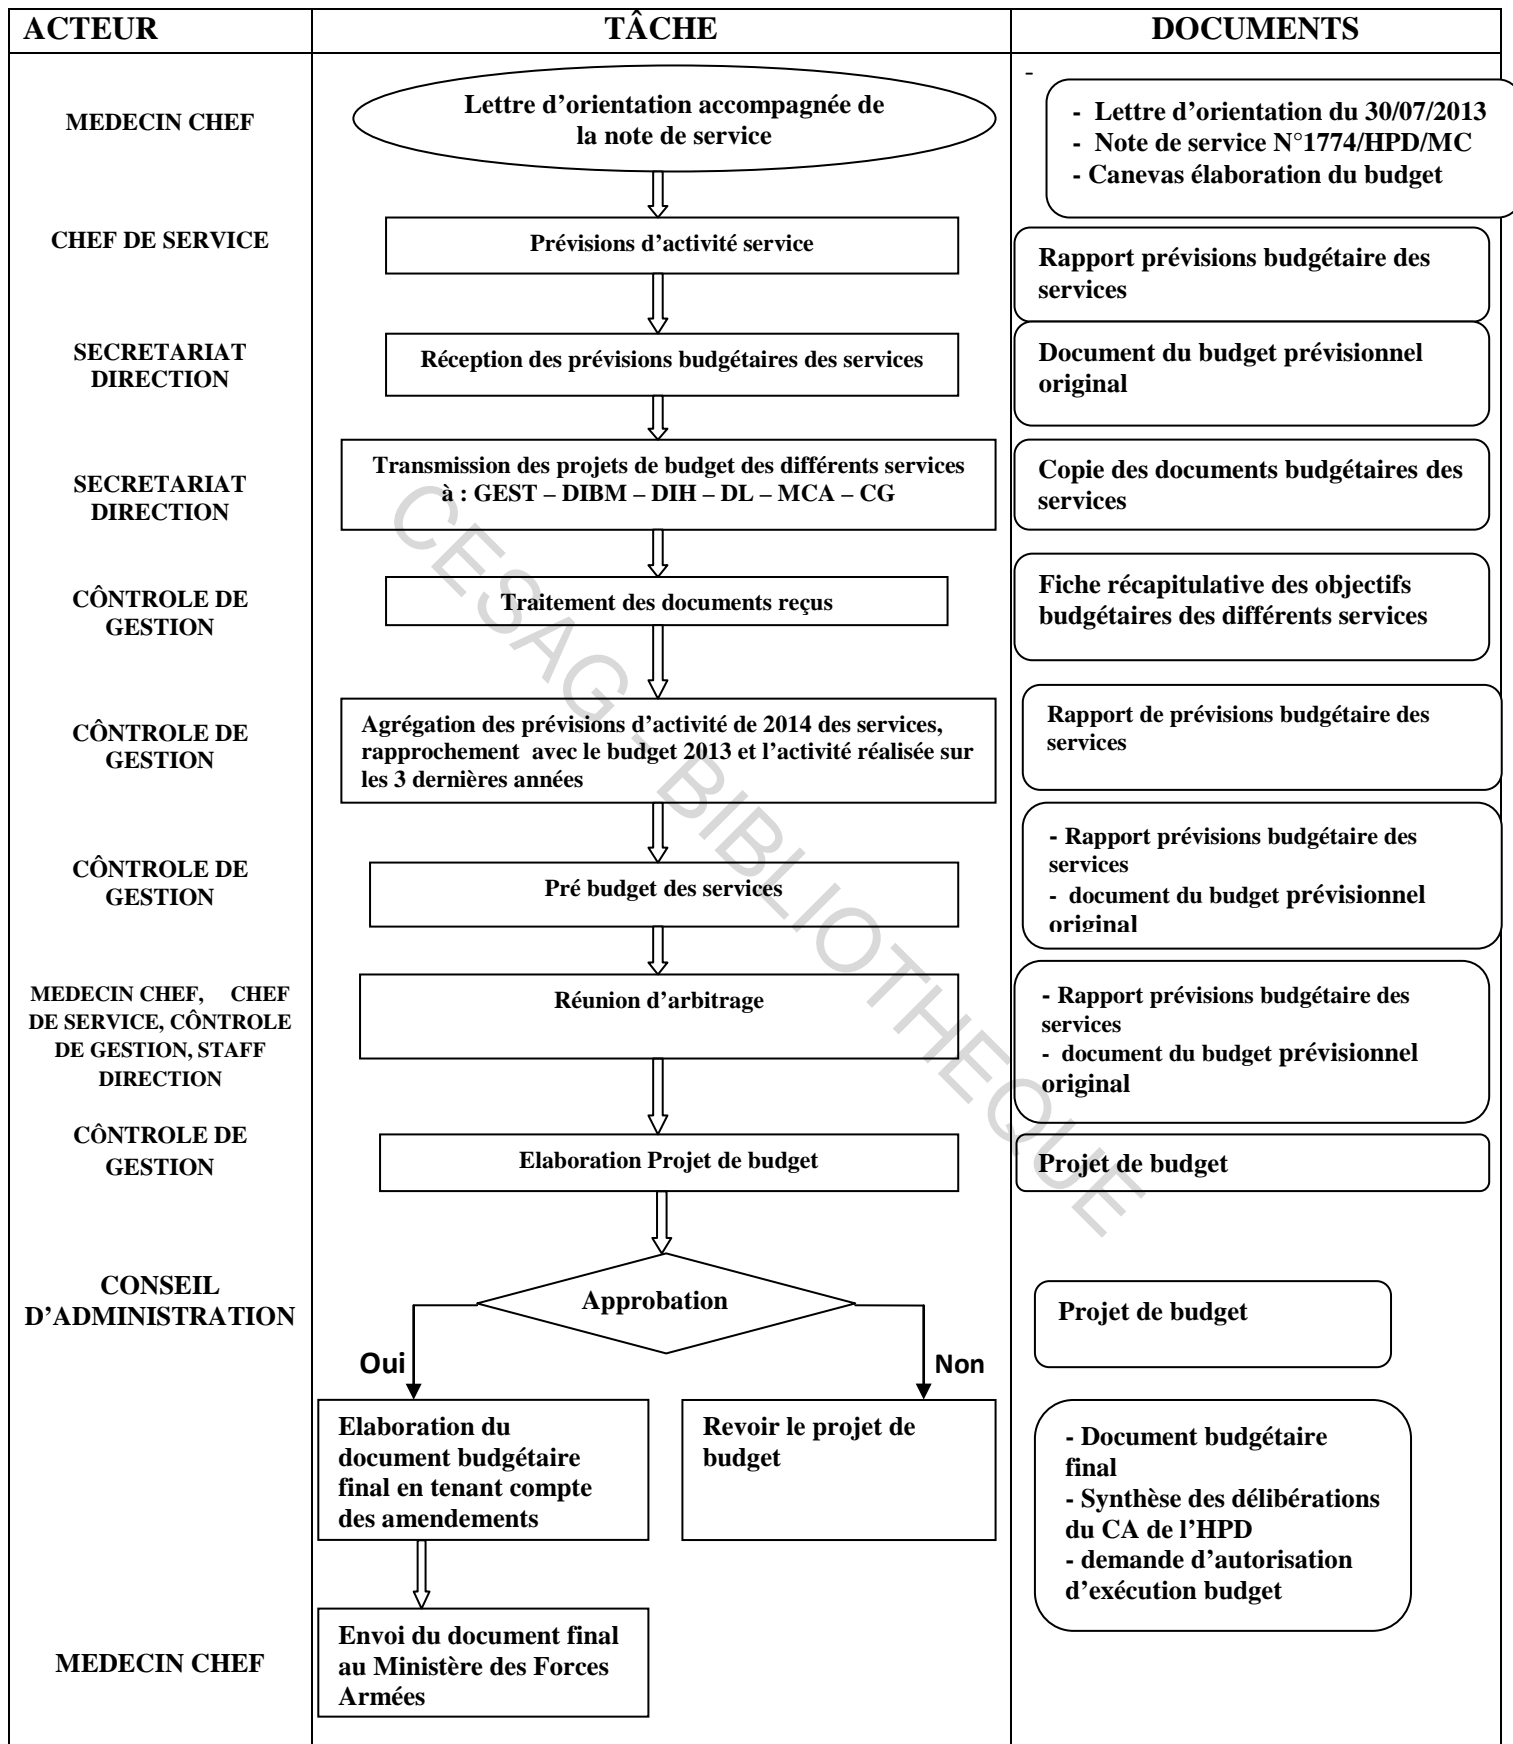 ACTEUR
TÂCHE
DOCUMENTS
MEDECIN CHEF
Lettre d'orientation accompagnée de
la note de service
-
- Lettre d'orientation du 30/07/2013
- Note de service N°1774/HPD/MC
- Canevas élaboration du budget
CHEF DE SERVICE
Prévisions d'activité service
Rapport prévisions budgétaire des
services
SECRETARIAT
DIRECTION
Réception des prévisions budgétaires des services
Document du budget prévisionnel
original
SECRETARIAT
DIRECTION
Transmission des projets de budget des différents services
à : GEST – DIBM – DIH – DL – MCA – CG
Copie des documents budgétaires des
services
CÔNTROLE DE
GESTION
Traitement des documents reçus
Fiche récapitulative des objectifs
budgétaires des différents services
CÔNTROLE DE
GESTION
Agrégation des prévisions d'activité de 2014 des services,
rapprochement avec le budget 2013 et l'activité réalisée sur
les 3 dernières années
Rapport de prévisions budgétaire des
services
CÔNTROLE DE
GESTION
Pré budget des services
- Rapport prévisions budgétaire des
services
- document du budget prévisionnel
original
MEDECIN CHEF, CHEF
DE SERVICE, CÔNTROLE
DE GESTION, STAFF
DIRECTION
Réunion d'arbitrage
- Rapport prévisions budgétaire des
services
- document du budget prévisionnel
original
CÔNTROLE DE
GESTION
Elaboration Projet de budget
Projet de budget
CONSEIL
D'ADMINISTRATION
Approbation
Projet de budget
Oui
Non
Elaboration du
document budgétaire
final en tenant compte
des amendements
Revoir le projet de
budget
- Document budgétaire
final
- Synthèse des délibérations
du CA de l'HPD
- demande d'autorisation
d'exécution budget
MEDECIN CHEF
Envoi du document final
au Ministère des Forces
Armées
CESAG - BIBLIOTHEQUE